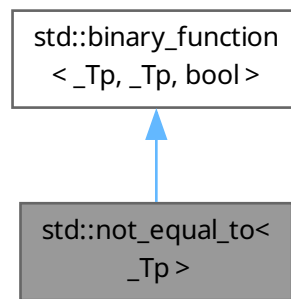 std::binary_function
< _Tp, _Tp, bool >
std::not_equal_to<
_Tp >